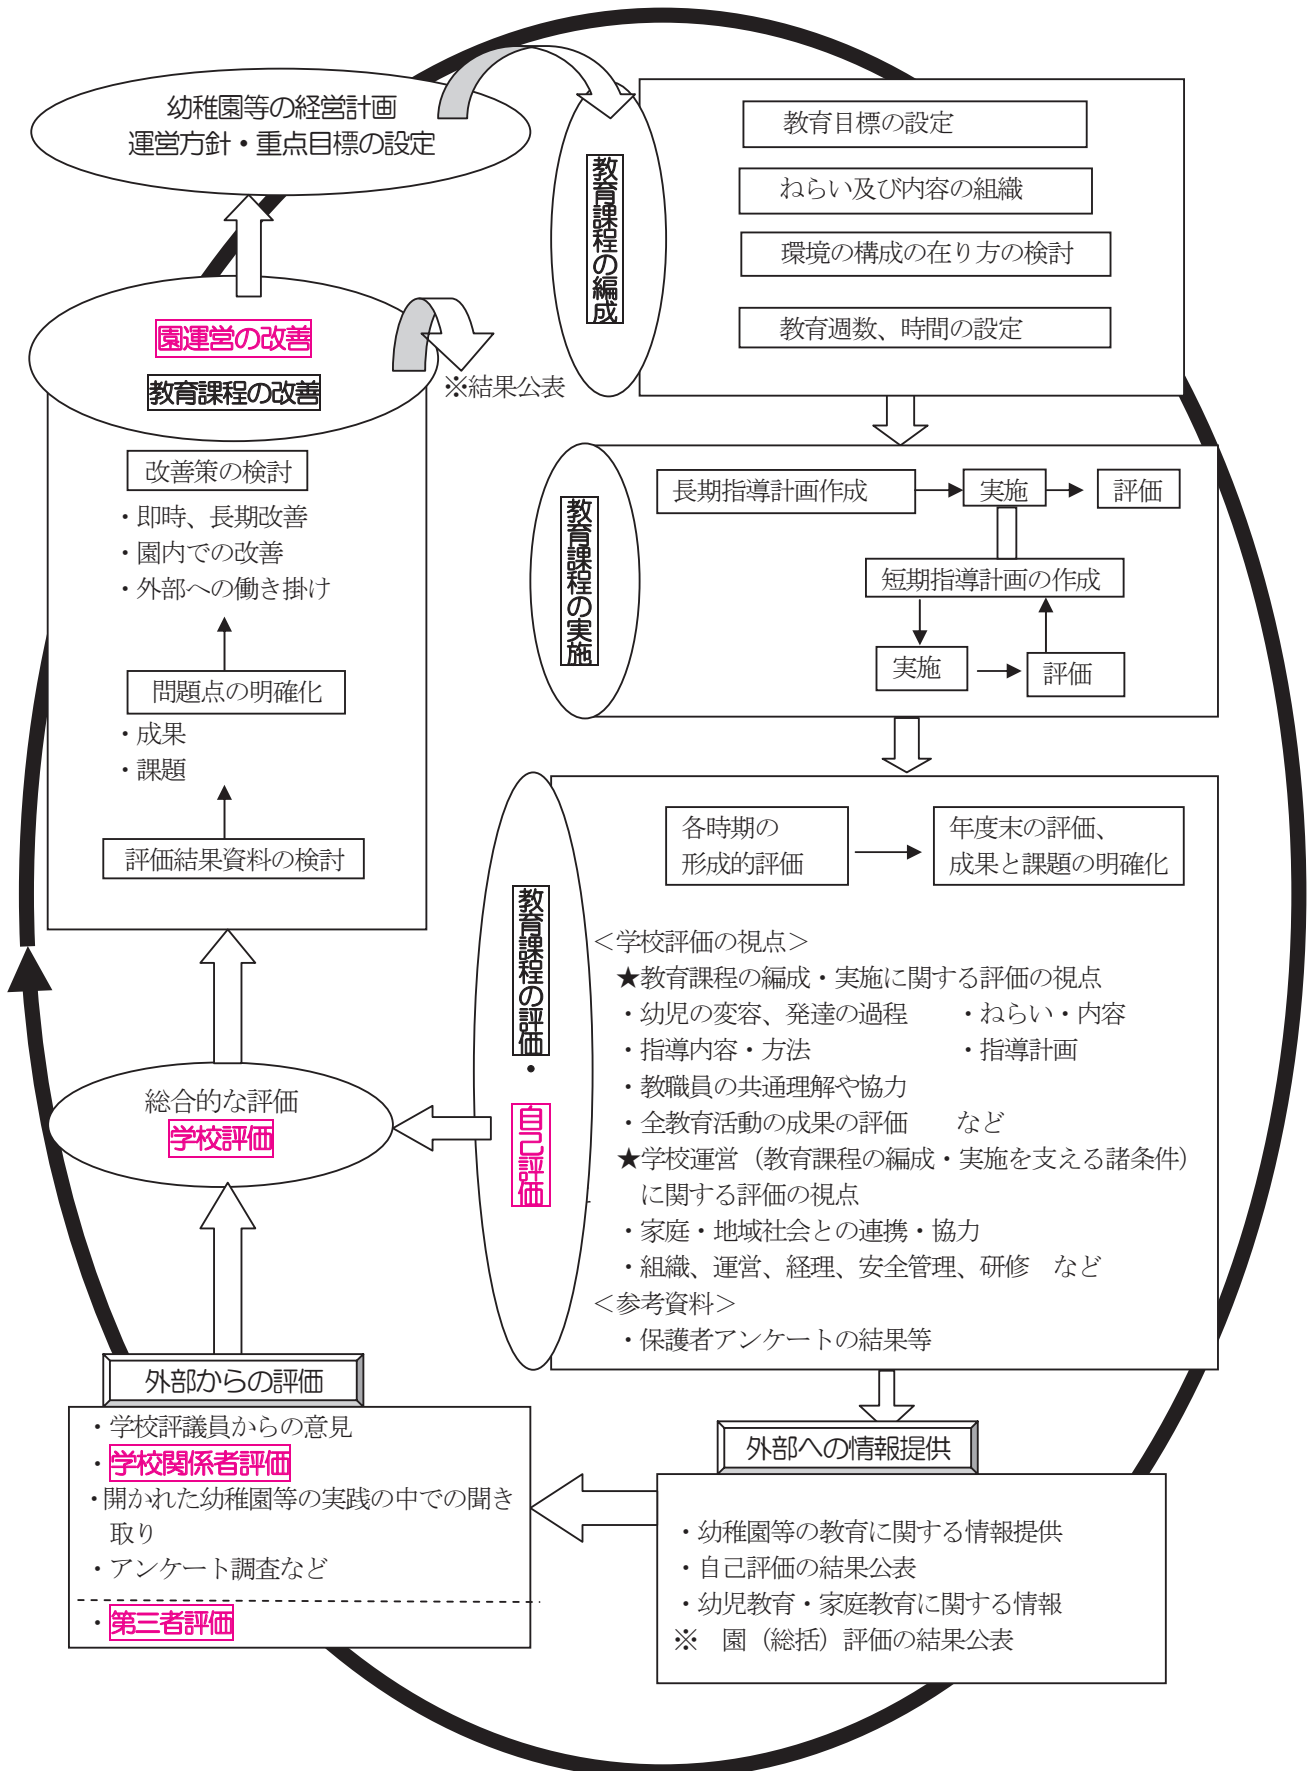 幼稚園等の経営計画
運営方針・重点目標の設定
教育課程の編成
教育目標の設定
ねらい及び内容の組織
環境の構成の在り方の検討
教育週数、時間の設定
園運営の改善
教育課程の改善
※結果公表
改善策の検討
・即時、長期改善
・園内での改善
・外部への働き掛け
問題点の明確化
・成果
・課題
評価結果資料の検討
教育課程の実施
長期指導計画作成
実施
評価
短期指導計画の作成
実施
評価
教育課程の評価・
自己評価
各時期の
形成的評価
年度末の評価、
成果と課題の明確化
＜学校評価の視点＞
★教育課程の編成・実施に関する評価の視点
・幼児の変容、発達の過程　・ねらい・内容
・指導内容・方法　・指導計画
・教職員の共通理解や協力
・全教育活動の成果の評価　など
★学校運営（教育課程の編成・実施を支える諸条件）
に関する評価の視点
・家庭・地域社会との連携・協力
・組織、運営、経理、安全管理、研修　など
＜参考資料＞
・保護者アンケートの結果等
総合的な評価
学校評価
外部からの評価
・学校評議員からの意見
・学校関係者評価
・開かれた幼稚園等の実践の中での聞き
取り
・アンケート調査など
・第三者評価
外部への情報提供
・幼稚園等の教育に関する情報提供
・自己評価の結果公表
・幼児教育・家庭教育に関する情報
※　園（総括）評価の結果公表